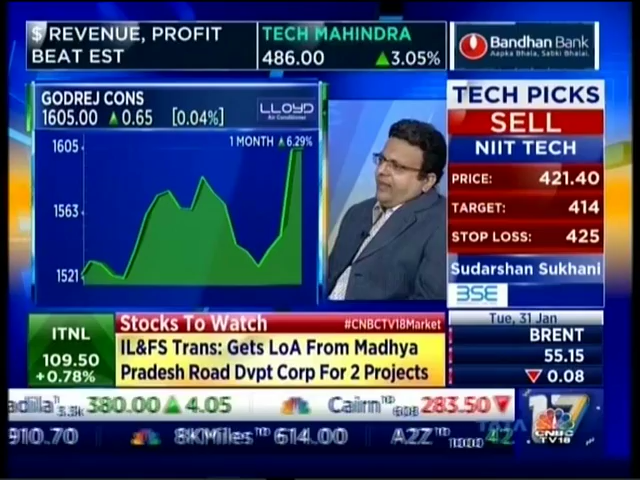 $ REVENUE, PROFIT
BEAT EST
TECH MAHINDRA
486.00 ▲3.05%
Bandhan Bank
Aapka Bhala, Sabki Bhalai.
GODREJ CONS
1605.00 ▲ 0.65 [0.04%]
LLOYD
Air Conditioner
1 MONTH ▲ 6.29%
1605
1563
1521
TECH PICKS
SELL
NIIT TECH
PRICE: 421.40
TARGET: 414
STOP LOSS: 425
Sudarshan Sukhani
BSE
ITNL
109.50
+0.78%
Stocks To Watch #CNBCTV18Market
IL&FS Trans: Gets LoA From Madhya
Pradesh Road Dvpt Corp For 2 Projects
Tue, 31 Jan
BRENT
55.15
▼ 0.08
adila 3.3k 380.00 ▲ 4.05 Cairn 283.50 ▼
910.70 8KMiles 614.00 A2Z 1000 42
CNBC
TV18